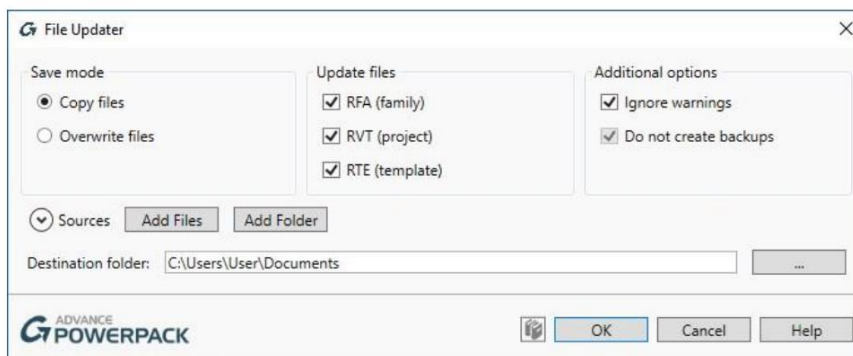 File Updater
Save mode
Copy files
Overwrite files
Update files
RFA (family)
RVT (project)
RTE (template)
Additional options
Ignore warnings
Do not create backups
Sources
Add Files
Add Folder
Destination folder: C:\Users\User\Documents ...
ADVANCE
POWERPACK
OK Cancel Help